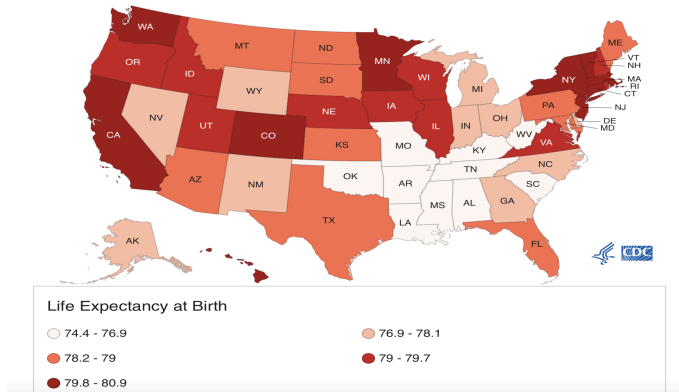 WA
MT
ND
MN
ME
VT
NH
OR
ID
SD
WI
NY
MA
RI
CT
WY
MI
NE
IA
PA
NJ
NV
UT
CO
IL
IN
OH
DE
MD
CA
KS
MO
WV
VA
KY
AZ
NM
OK
AR
TN
NC
SC
MS
AL
GA
TX
LA
AK
FL
CDC
Life Expectancy at Birth
74.4 - 76.9
76.9 - 78.1
78.2 - 79
79 - 79.7
79.8 - 80.9